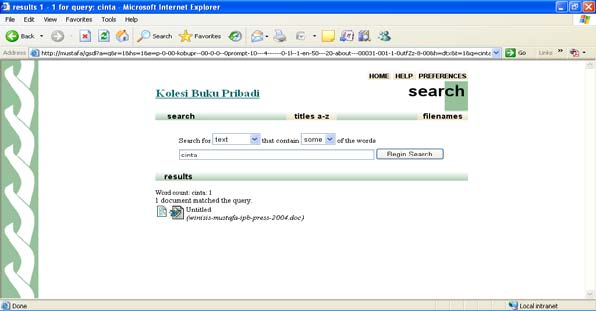 results 1 - 1 for query: cinta - Microsoft Internet Explorer
File Edit View Favorites Tools Help
Back Search Favorites
Address http://mustafa/gsdl?a=q&r=1&hs=1&e=p-0-00-kobupr--00-0-0--0prompt-10---4-----0-1l--1-en-50---20-about---00031-001-1-0utfZz-8-00&h=dtx&t=1&q=cinta Go Links
HOME HELP PREFERENCES
Kolesi Buku Pribadi
search
search titles a-z filenames
Search for text that contain some of the words
cinta Begin Search
results
Word count: cinta: 1
1 document matched the query.
Untitled
(winisis-mustafa-ipb-press-2004.doc)
Done Local intranet